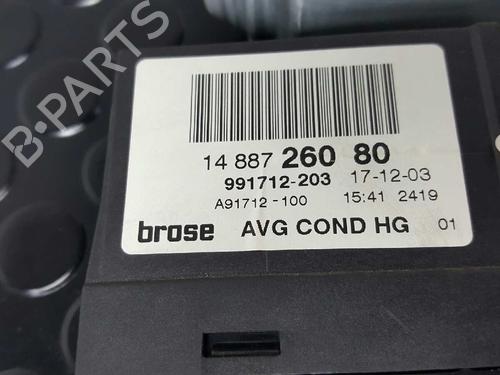 B-PARTS
14 887 260 80
991712-203 17-12-03
A91712-100 15:41 2419
brose AVG COND HG 01